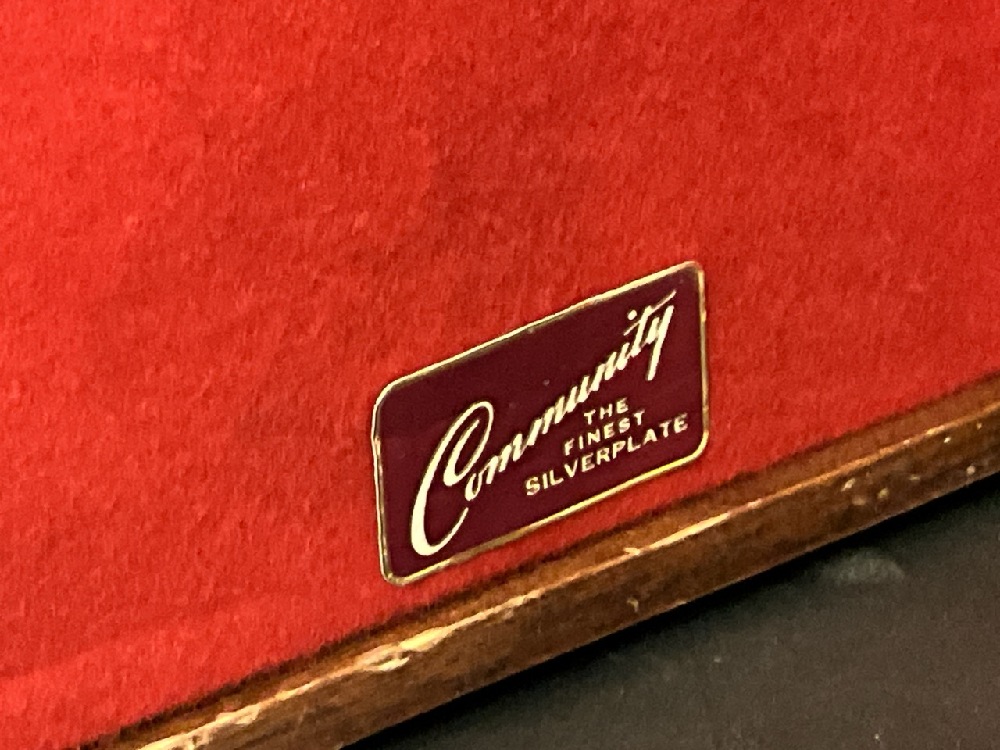 Community
THE
FINEST
SILVERPLATE